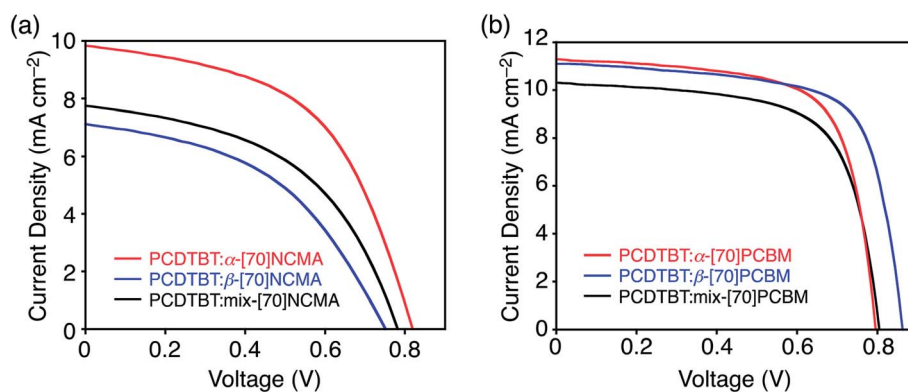 (a)
10
8
6
4
2
0
Current Density (mA cm⁻²)
PCDTBT:α-[70]NCMA
PCDTBT:β-[70]NCMA
PCDTBT:mix-[70]NCMA
0 0.2 0.4 0.6 0.8
Voltage (V)
(b)
12
10
8
6
4
2
0
Current Density (mA cm⁻²)
PCDTBT:α-[70]PCBM
PCDTBT:β-[70]PCBM
PCDTBT:mix-[70]PCBM
0 0.2 0.4 0.6 0.8
Voltage (V)